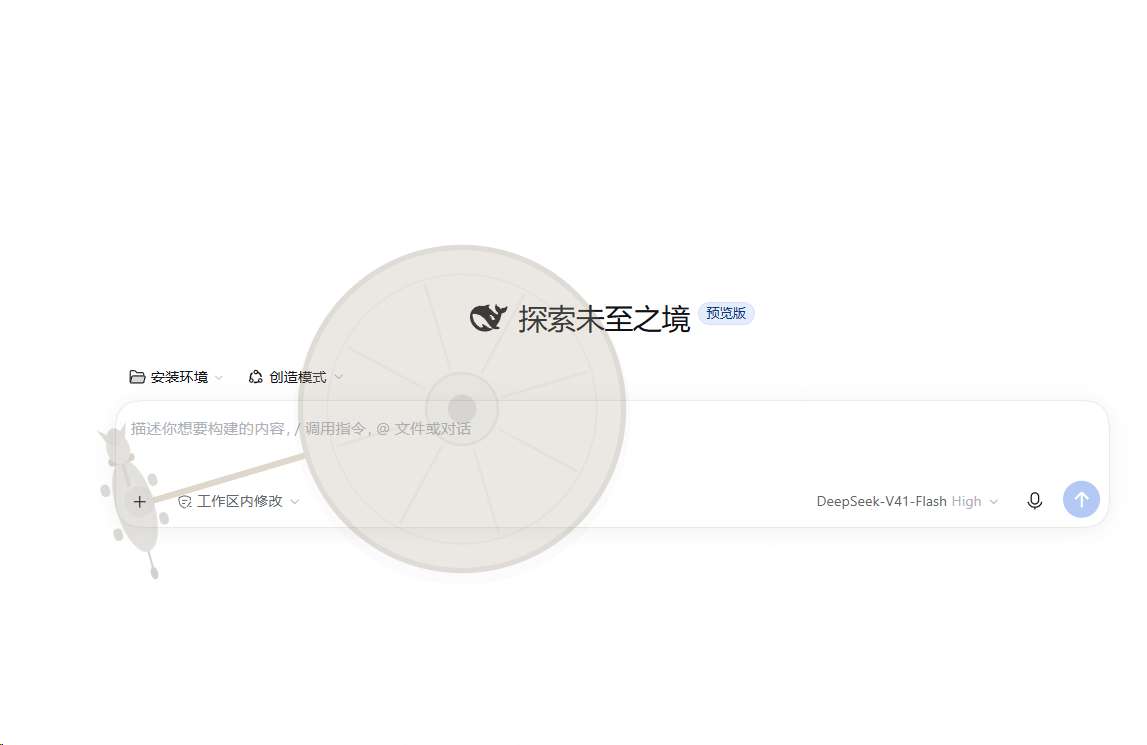 探索未至之境 预览版
安装环境 创造模式
描述你想要构建的内容, / 调用指令, @ 文件或对话
工作区内修改 DeepSeek-V41-Flash High